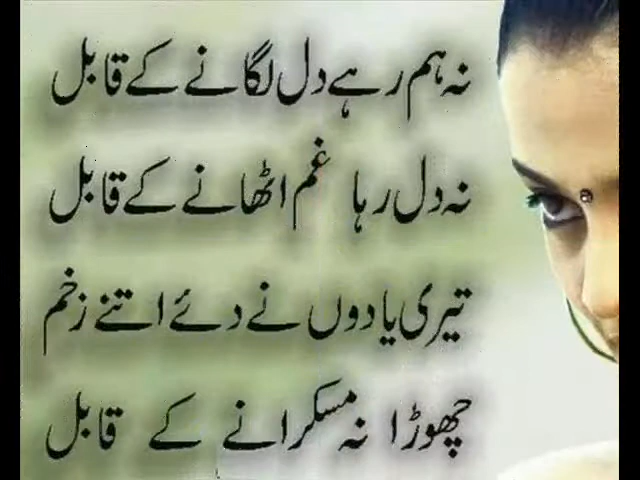 نہ ہم رہے دل لگانے کے قابل
نہ دل رہا غم اٹھانے کے قابل
تیری یادوں نے دئے اتنے زخم
چھوڑا نہ مسکرانے کے قابل